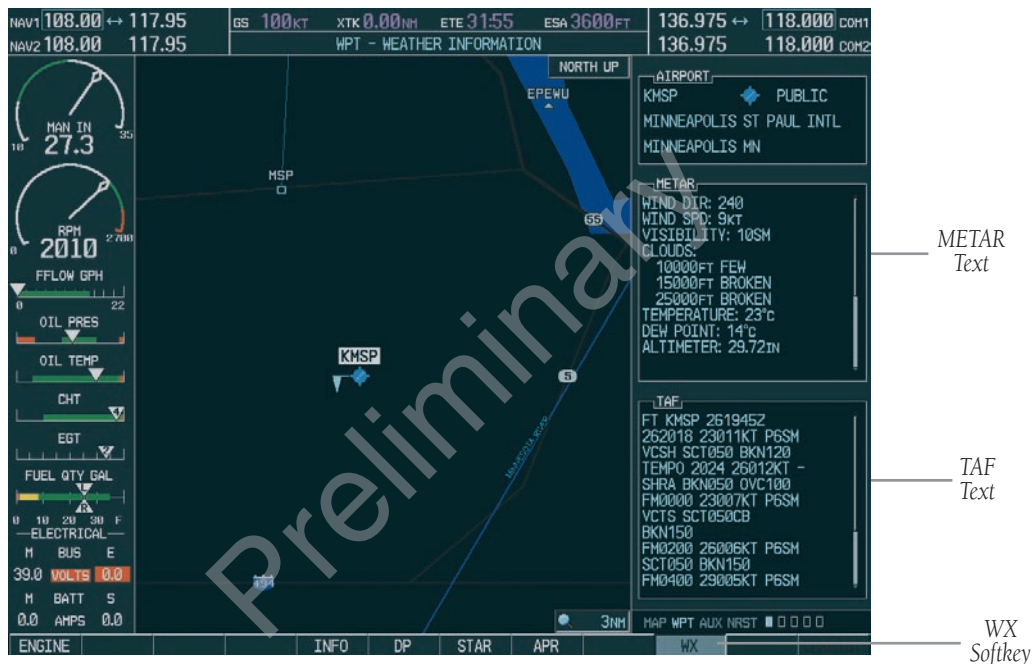 NAV1 108.00 ↔ 117.95
NAV2 108.00 117.95
GS 100KT XTK 0.00NM ETE 31:55 ESA 3600FT
WPT - WEATHER INFORMATION
136.975 ↔ 118.000 COM1
136.975 118.000 COM2
MAN IN
27.3
10 35
RPM
2010
0 2700
FFLOW GPH
0 22
OIL PRES
OIL TEMP
CHT
4
EGT
FUEL QTY GAL
L
R
0 10 20 30 F
ELECTRICAL
M BUS E
39.0 VOLTS 0.0
M BATT S
0.0 AMPS 0.0
NORTH UP
EPEWU
MSP
55
KMSP
5
MINNESOTA RIVER
494
3NM
Preliminary
AIRPORT
KMSP PUBLIC
MINNEAPOLIS ST PAUL INTL
MINNEAPOLIS MN
METAR
WIND DIR: 240
WIND SPD: 9KT
VISIBILITY: 10SM
CLOUDS:
10000FT FEW
15000FT BROKEN
25000FT BROKEN
TEMPERATURE: 23°C
DEW POINT: 14°C
ALTIMETER: 29.72IN
TAF
FT KMSP 261945Z
262018 23011KT P6SM
VCSH SCT050 BKN120
TEMPO 2024 26012KT -
SHRA BKN050 OVC100
FM0000 23007KT P6SM
VCTS SCT050CB
BKN150
FM0200 26006KT P6SM
SCT050 BKN150
FM0400 29005KT P6SM
MAP WPT AUX NRST
ENGINE INFO DP STAR APR WX
METAR
Text
TAF
Text
WX
Softkey